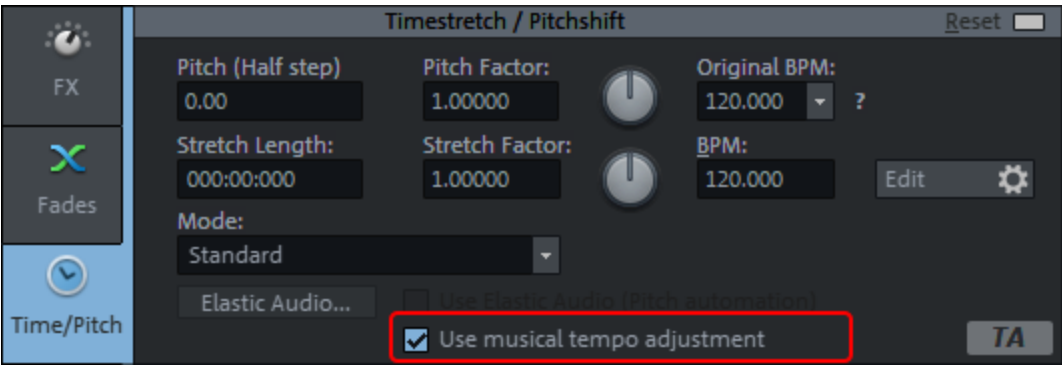 Timestretch / Pitchshift
Reset
FX
Pitch (Half step)
Pitch Factor:
Original BPM:
0.00
1.00000
120.000
?
Fades
Stretch Length:
Stretch Factor:
BPM:
000:00:000
1.00000
120.000
Edit
Mode:
Standard
Time/Pitch
Elastic Audio...
Use Elastic Audio (Pitch automation)
Use musical tempo adjustment
TA